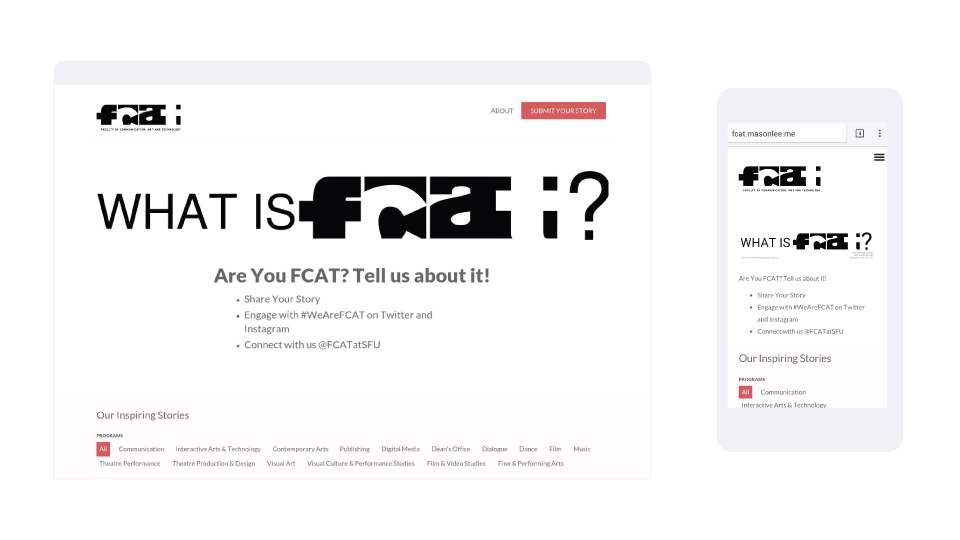 fcat
FACULTY OF COMMUNICATION, ART AND TECHNOLOGY
ABOUT
SUBMIT YOUR STORY
WHAT IS fcat i?
Are You FCAT? Tell us about it!
• Share Your Story
• Engage with #WeAreFCAT on Twitter and
Instagram
• Connect with us @FCATatSFU
Our Inspiring Stories
PROGRAMS
All Communication Interactive Arts & Technology Contemporary Arts Publishing Digital Media Dean's Office Dialogue Dance Film Music
Theatre Performance Theatre Production & Design Visual Art Visual Culture & Performance Studies Film & Video Studies Fine & Performing Arts
fcat.masonlee.me
4
fcat
FACULTY OF COMMUNICATION, ART AND TECHNOLOGY
WHAT IS fcat i?
Are You FCAT? Tell us about it!
• Share Your Story
• Engage with #WeAreFCAT on Twitter
and Instagram
• Connect with us @FCATatSFU
Our Inspiring Stories
PROGRAMS
All Communication
Interactive Arts & Technology